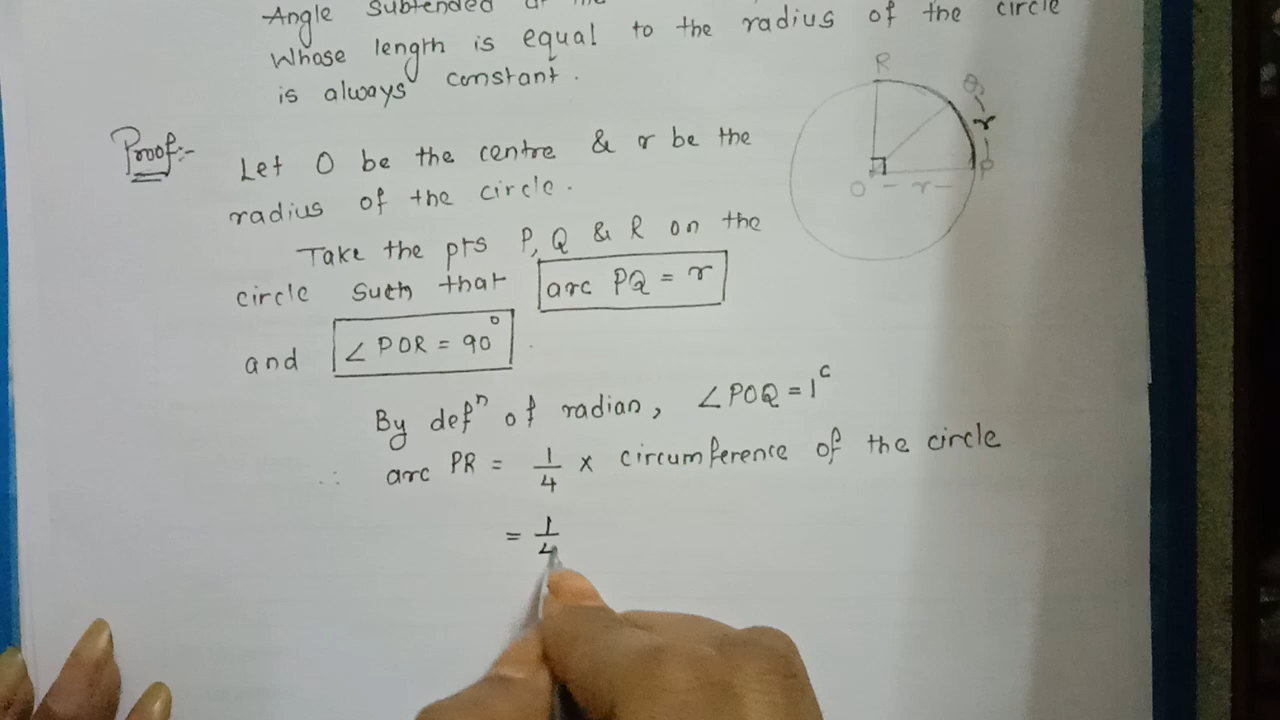 Angle Subtended
Whose length is equal to the radius of the circle
is always constant.
Proof:-
Let O be the centre & r be the
radius of the circle.
Take the pts P, Q & R on the
circle such that arc PQ = r
and ∠POR = 90°
By defⁿ of radian, ∠POQ = 1ᶜ
∴ arc PR = 1/4 × circumference of the circle
= 1/4
R
Q
r
P
O - r -